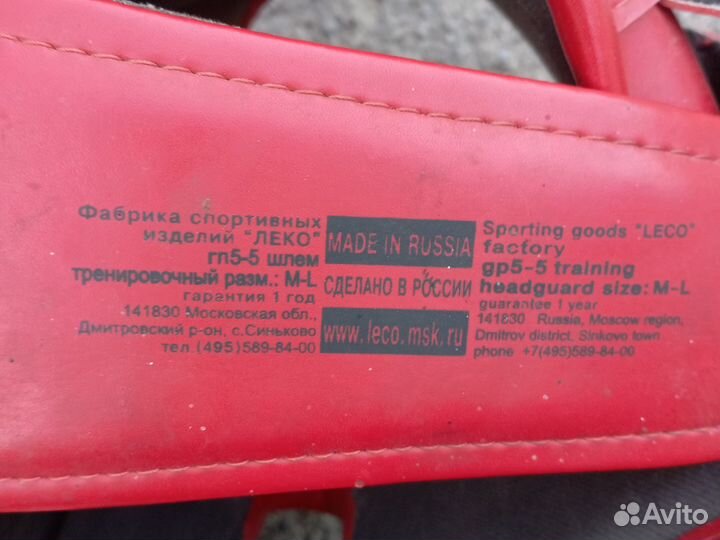 Фабрика спортивных
изделий "ЛЕКО"
гп5-5 шлем
тренировочный разм.: M-L
гарантия 1 год
141830 Московская обл.,
Дмитровский р-он, с.Синьково
тел.(495)589-84-00
MADE IN RUSSIA
СДЕЛАНО В РОССИИ
www.leco.msk.ru
Sporting goods "LECO"
factory
gp5-5 training
headguard size: M-L
guarantee 1 year
141830 Russia, Moscow region,
Dmitrov district. Sinkovo town
phone +7(495)589-84-00
Avito